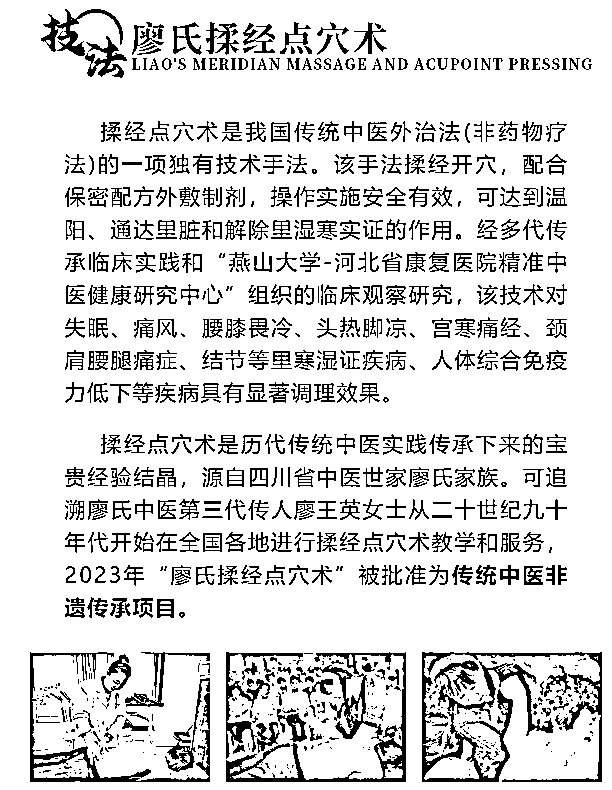 技法
廖氏揉经点穴术
LIAO'S MERIDIAN MASSAGE AND ACUPOINT PRESSING
揉经点穴术是我国传统中医外治法(非药物疗
法)的一项独有技术手法。该手法揉经开穴，配合
保密配方外敷制剂，操作实施安全有效，可达到温
阳、通达里脏和解除里湿寒实证的作用。经多代传
承临床实践和“燕山大学-河北省康复医院精准中
医健康研究中心”组织的临床观察研究，该技术对
失眠、痛风、腰膝畏冷、头热脚凉、宫寒痛经、颈
肩腰腿痛症、结节等里寒湿证疾病、人体综合免疫
力低下等疾病具有显著调理效果。
揉经点穴术是历代传统中医实践传承下来的宝
贵经验结晶，源自四川省中医世家廖氏家族。可追
溯廖氏中医第三代传人廖王英女士从二十世纪九十
年代开始在全国各地进行揉经点穴术教学和服务，
2023年“廖氏揉经点穴术”被批准为传统中医非
遗传承项目。